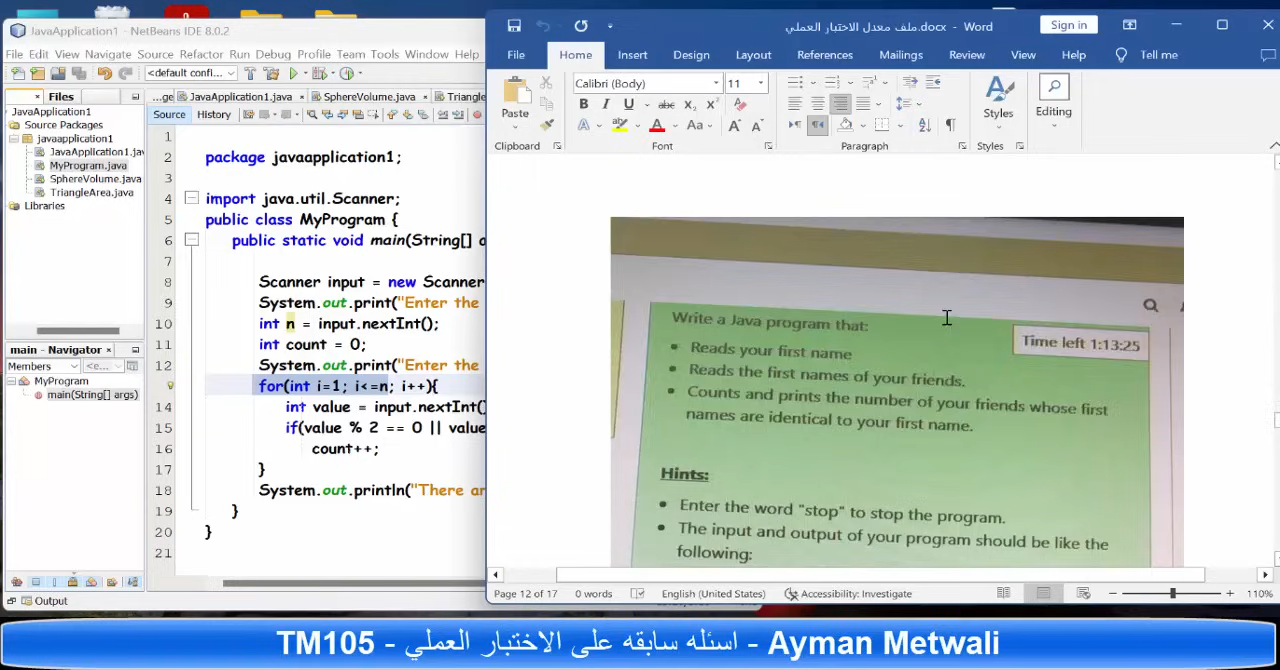 JavaApplication1 - NetBeans IDE 8.0.2
File Edit View Navigate Source Refactor Run Debug Profile Team Tools Window Help
<default confi...
Files
JavaApplication1
Source Packages
javaapplication1
JavaApplication1.jav
MyProgram.java
SphereVolume.java
TriangleArea.java
Libraries
main - Navigator
Members <e...
MyProgram
main(String[] args)
Output
...ge JavaApplication1.java SphereVolume.java Triangle
Source History
1
2 package javaapplication1;
3
4 import java.util.Scanner;
5 public class MyProgram {
6 public static void main(String[] a
7
8 Scanner input = new Scanner
9 System.out.print("Enter the
10 int n = input.nextInt();
11 int count = 0;
12 System.out.print("Enter the
for(int i=1; i<=n; i++){
14 int value = input.nextInt()
15 if(value % 2 == 0 || value
16 count++;
17 }
18 System.out.println("There ar
19 }
20 }
21
ملف معدل الاختبار العملي.docx - Word
Sign in
File Home Insert Design Layout References Mailings Review View Help Tell me
Paste
Calibri (Body) 11
Styles
Editing
Clipboard Font Paragraph Styles
Write a Java program that:
Time left 1:13:25
• Reads your first name
• Reads the first names of your friends.
• Counts and prints the number of your friends whose first
names are identical to your first name.
Hints:
• Enter the word "stop" to stop the program.
• The input and output of your program should be like the
following:
Page 12 of 17 0 words English (United States) Accessibility: Investigate 110%
TM105 - اسئله سابقه على الاختبار العملي - Ayman Metwali